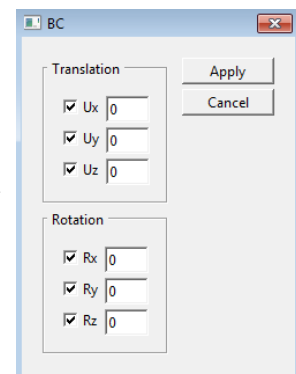 BC
Translation
Apply
Ux 0
Cancel
Uy 0
Uz 0
Rotation
Rx 0
Ry 0
Rz 0